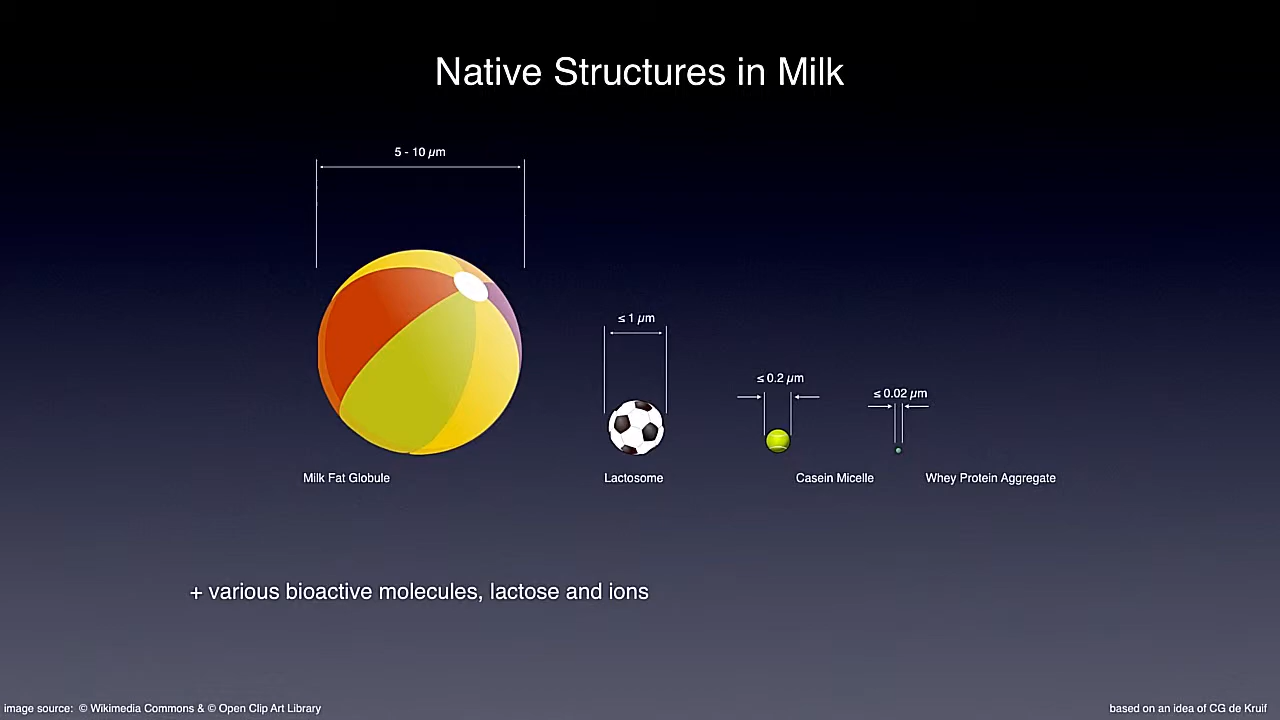 Native Structures in Milk
5 - 10 µm
≤ 1 µm
≤ 0.2 µm
≤ 0.02 µm
Milk Fat Globule
Lactosome
Casein Micelle
Whey Protein Aggregate
+ various bioactive molecules, lactose and ions
image source: © Wikimedia Commons & © Open Clip Art Library
based on an idea of CG de Kruif